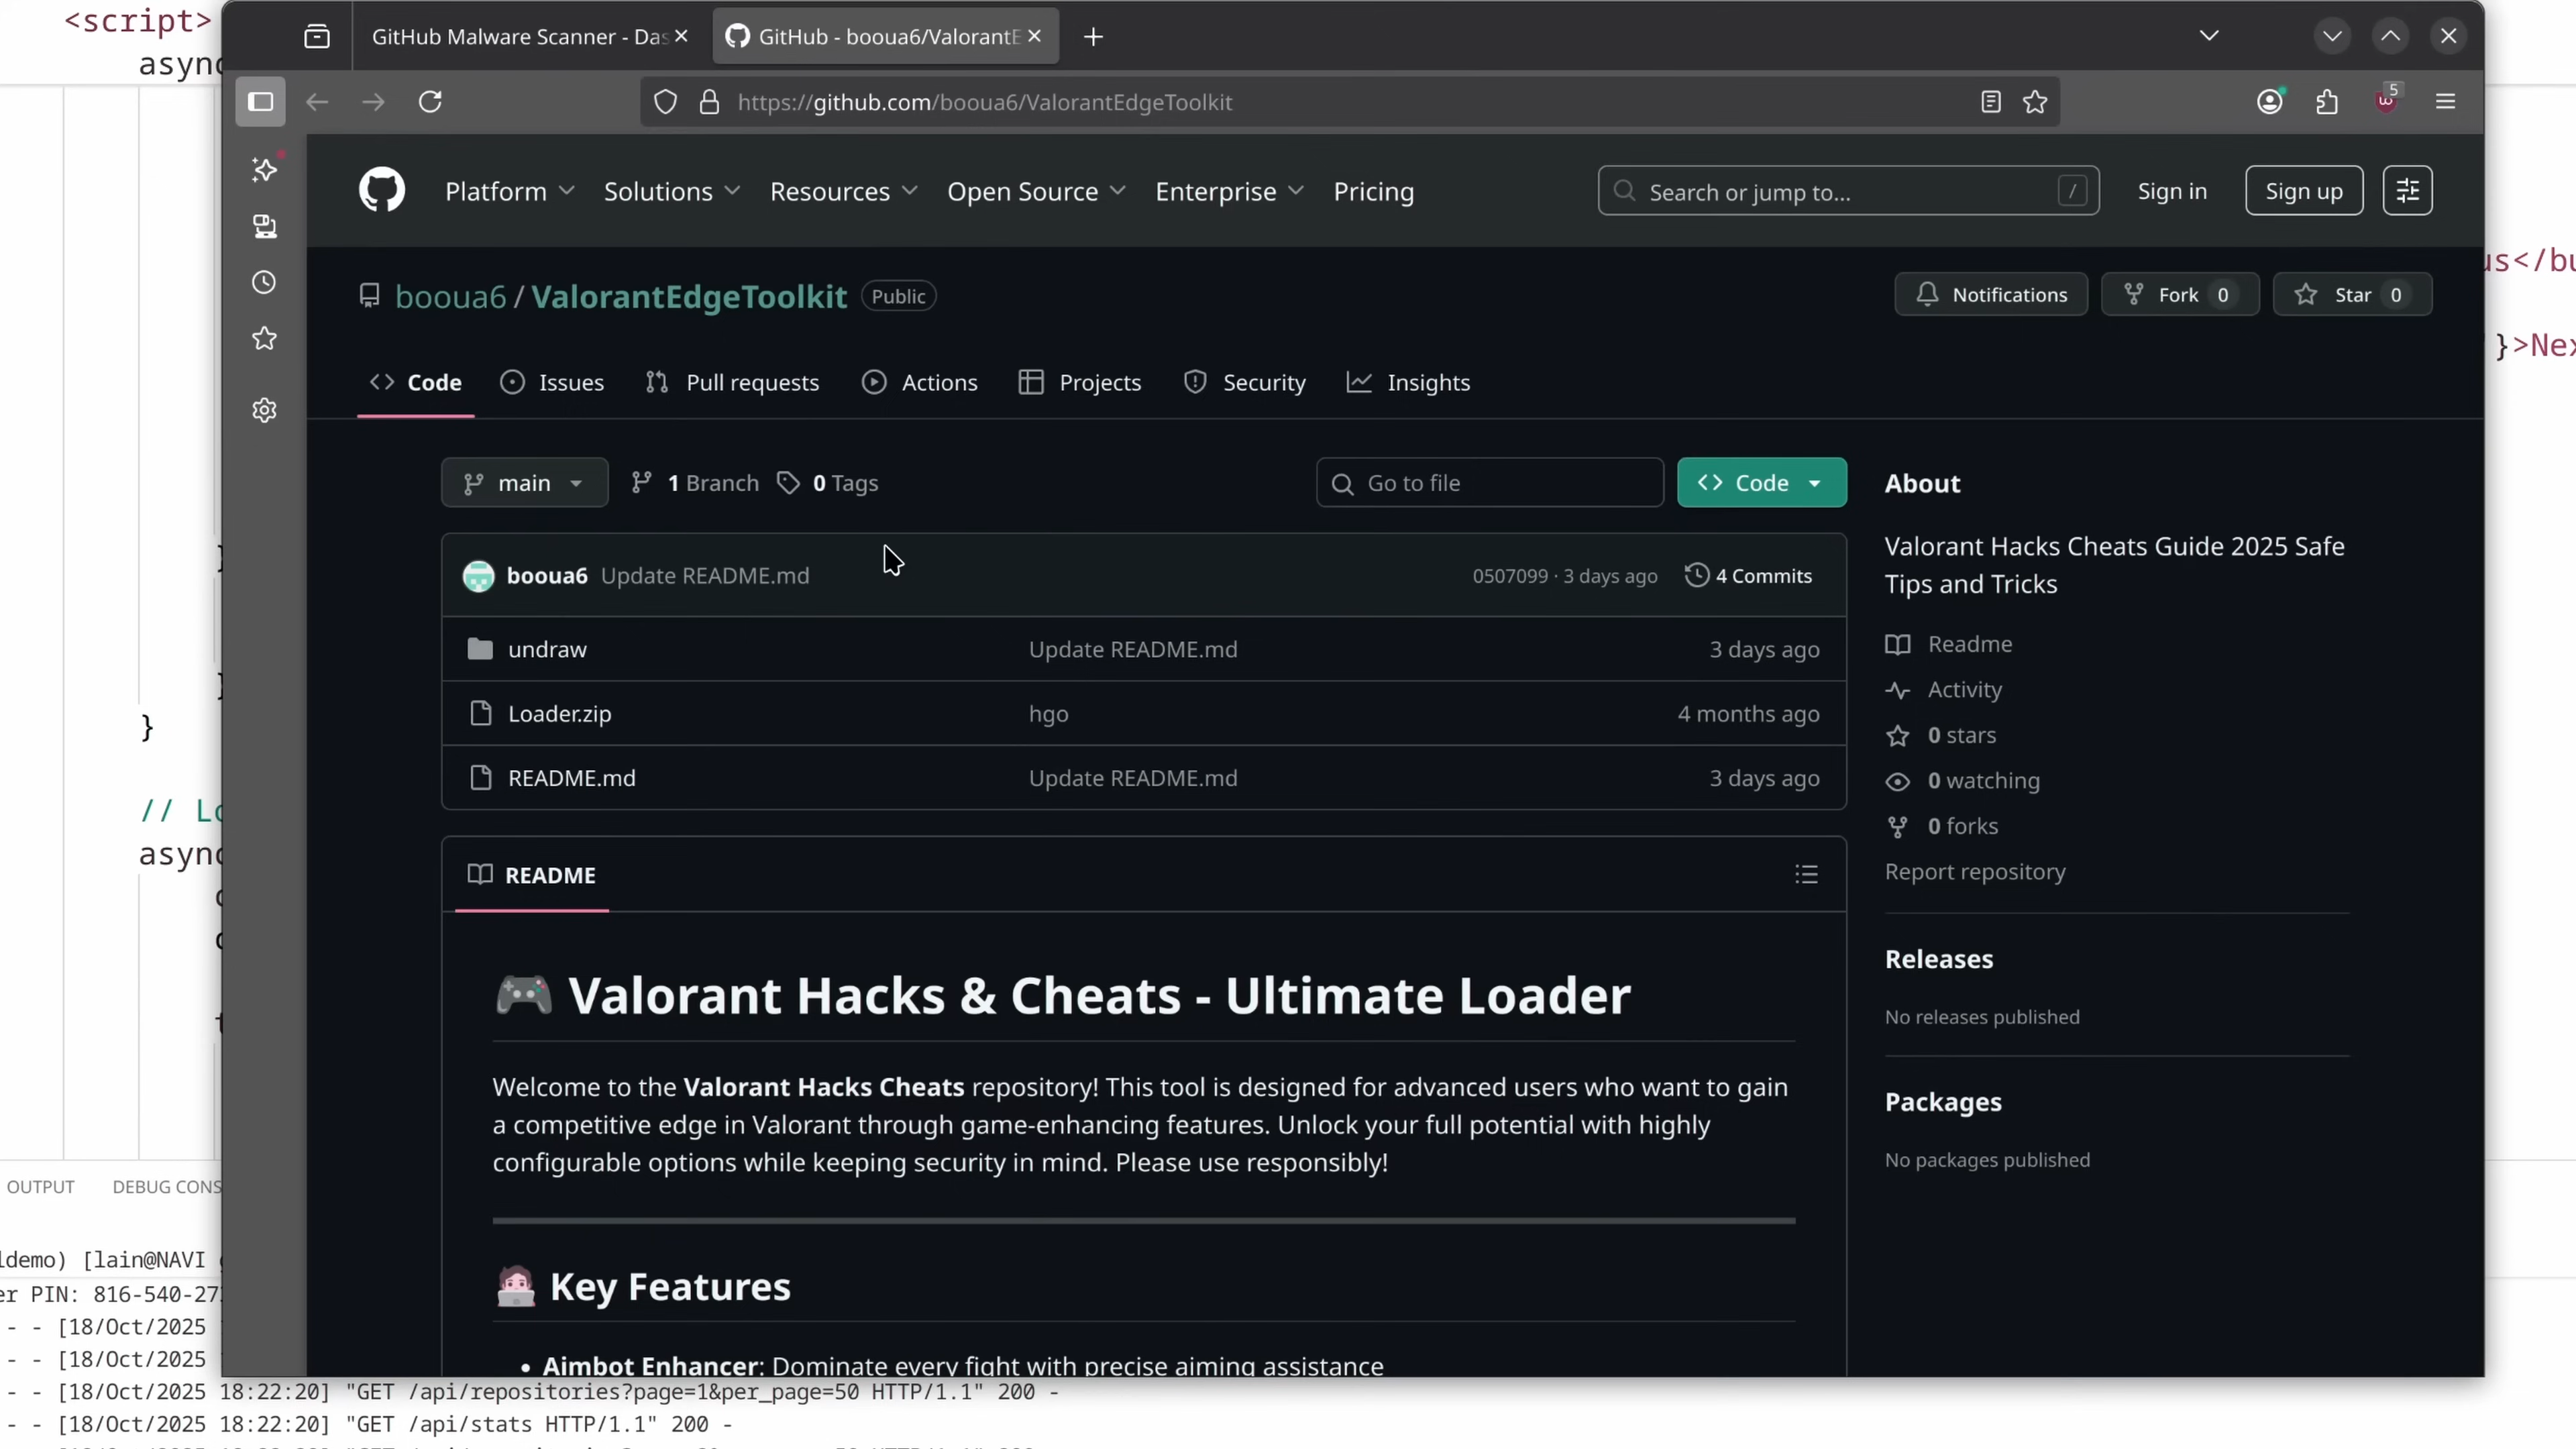 <script>
async
GitHub Malware Scanner - Das
GitHub - booua6/ValorantE
https://github.com/booua6/ValorantEdgeToolkit
5
Platform
Solutions
Resources
Open Source
Enterprise
Pricing
Search or jump to...
/
Sign in
Sign up
booua6/ValorantEdgeToolkit
Public
Notifications
Fork 0
Star 0
us</bu
}>Nex
Code
Issues
Pull requests
Actions
Projects
Security
Insights
main
1 Branch
0 Tags
Go to file
Code
booua6 Update README.md
0507099 · 3 days ago
4 Commits
undraw
Update README.md
3 days ago
Loader.zip
hgo
4 months ago
README.md
Update README.md
3 days ago
About
Valorant Hacks Cheats Guide 2025 Safe
Tips and Tricks
Readme
Activity
0 stars
0 watching
0 forks
Report repository
Releases
No releases published
Packages
No packages published
README
🎮 Valorant Hacks & Cheats - Ultimate Loader
Welcome to the Valorant Hacks Cheats repository! This tool is designed for advanced users who want to gain
a competitive edge in Valorant through game-enhancing features. Unlock your full potential with highly
configurable options while keeping security in mind. Please use responsibly!
Key Features
• Aimbot Enhancer: Dominate every fight with precise aiming assistance
}
// Lo
async
OUTPUT
DEBUG CONS
ldemo) [lain@NAVI
er PIN: 816-540-27
- - [18/Oct/2025
- - [18/Oct/2025
- - [18/Oct/2025 18:22:20] "GET /api/repositories?page=1&per_page=50 HTTP/1.1" 200 -
- - [18/Oct/2025 18:22:20] "GET /api/stats HTTP/1.1" 200 -